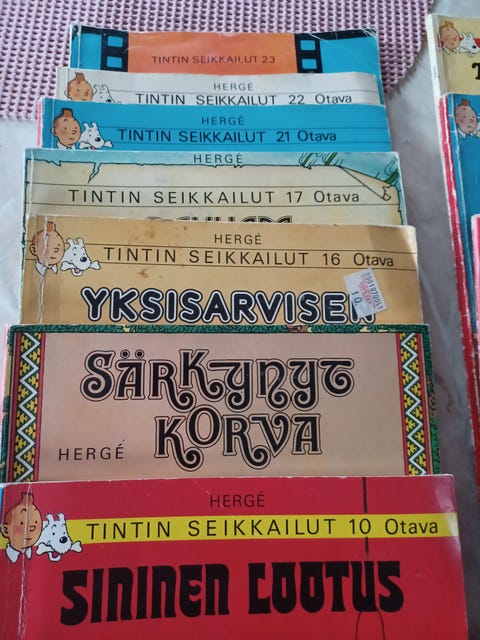 TINTIN SEIKKAILUT 23
HERGÉ
TINTIN SEIKKAILUT 22 Otava
HERGÉ
TINTIN SEIKKAILUT 21 Otava
HERGÉ
TINTIN SEIKKAILUT 17 Otava
HERGÉ
TINTIN SEIKKAILUT 16 Otava
YKSISARVISEN
SÄRKYNYT
KORVA
HERGÉ
HERGÉ
TINTIN SEIKKAILUT 10 Otava
SININEN LOOTUS